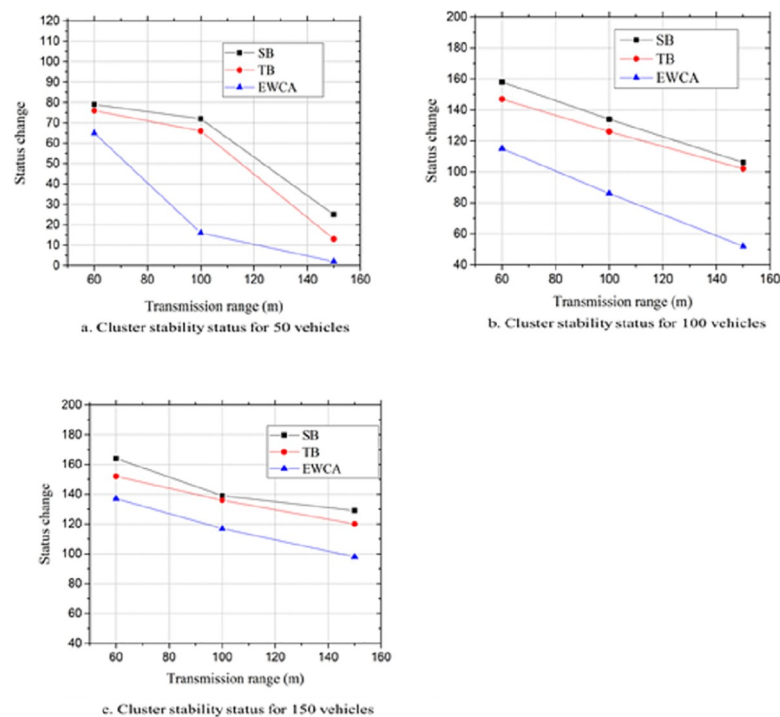 120
110
100
90
80
70
60
50
40
30
20
10
0
Status change
SB
TB
EWCA
60 80 100 120 140 160
Transmission range (m)
a. Cluster stability status for 50 vehicles
200
180
160
140
120
100
80
60
40
Status change
SB
TB
EWCA
60 80 100 120 140 160
Transmission range (m)
b. Cluster stability status for 100 vehicles
200
180
160
140
120
100
80
60
40
Status change
SB
TB
EWCA
60 80 100 120 140 160
Transmission range (m)
c. Cluster stability status for 150 vehicles